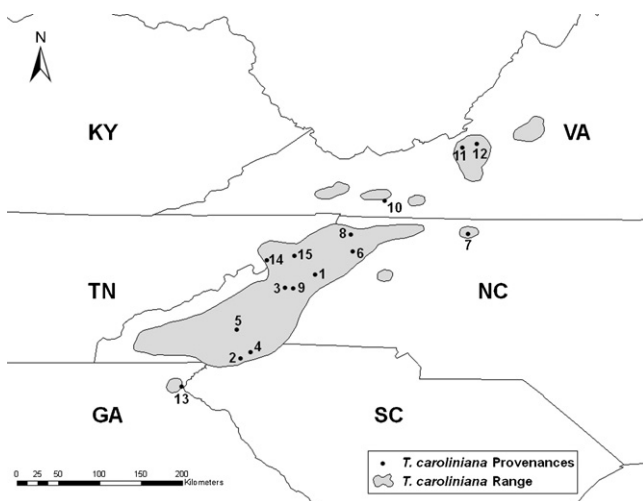 N
KY
VA
11 12
10
8
7
15
14
6
1
TN
3 9
NC
5
4
2
13
GA
SC
T. caroliniana Provenances
T. caroliniana Range
0 25 50 100 150 200
Kilometers